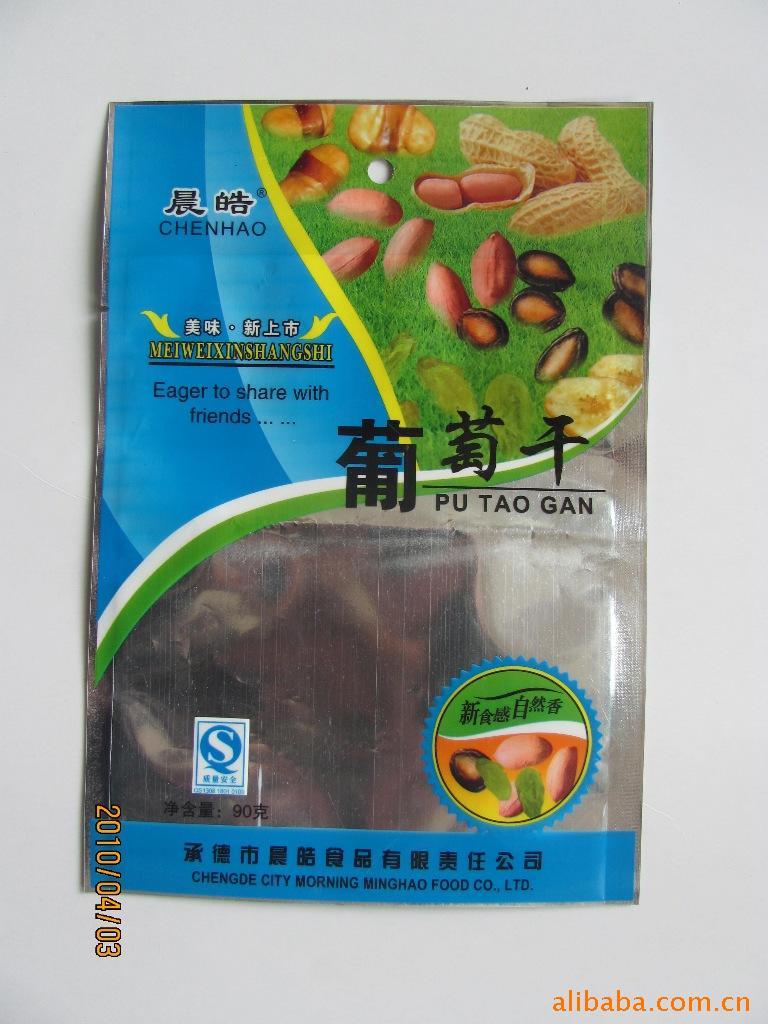 晨皓®
CHENHAO
美味·新上市
MEIWEIXINSHANGSHI
Eager to share with
friends ... ...
葡萄干
PU TAO GAN
新食感自然香
质量安全
净含量：90克
承德市晨皓食品有限责任公司
CHENGDE CITY MORNING MINGHAO FOOD CO., LTD.
2010/04/03
alibaba.com.cn